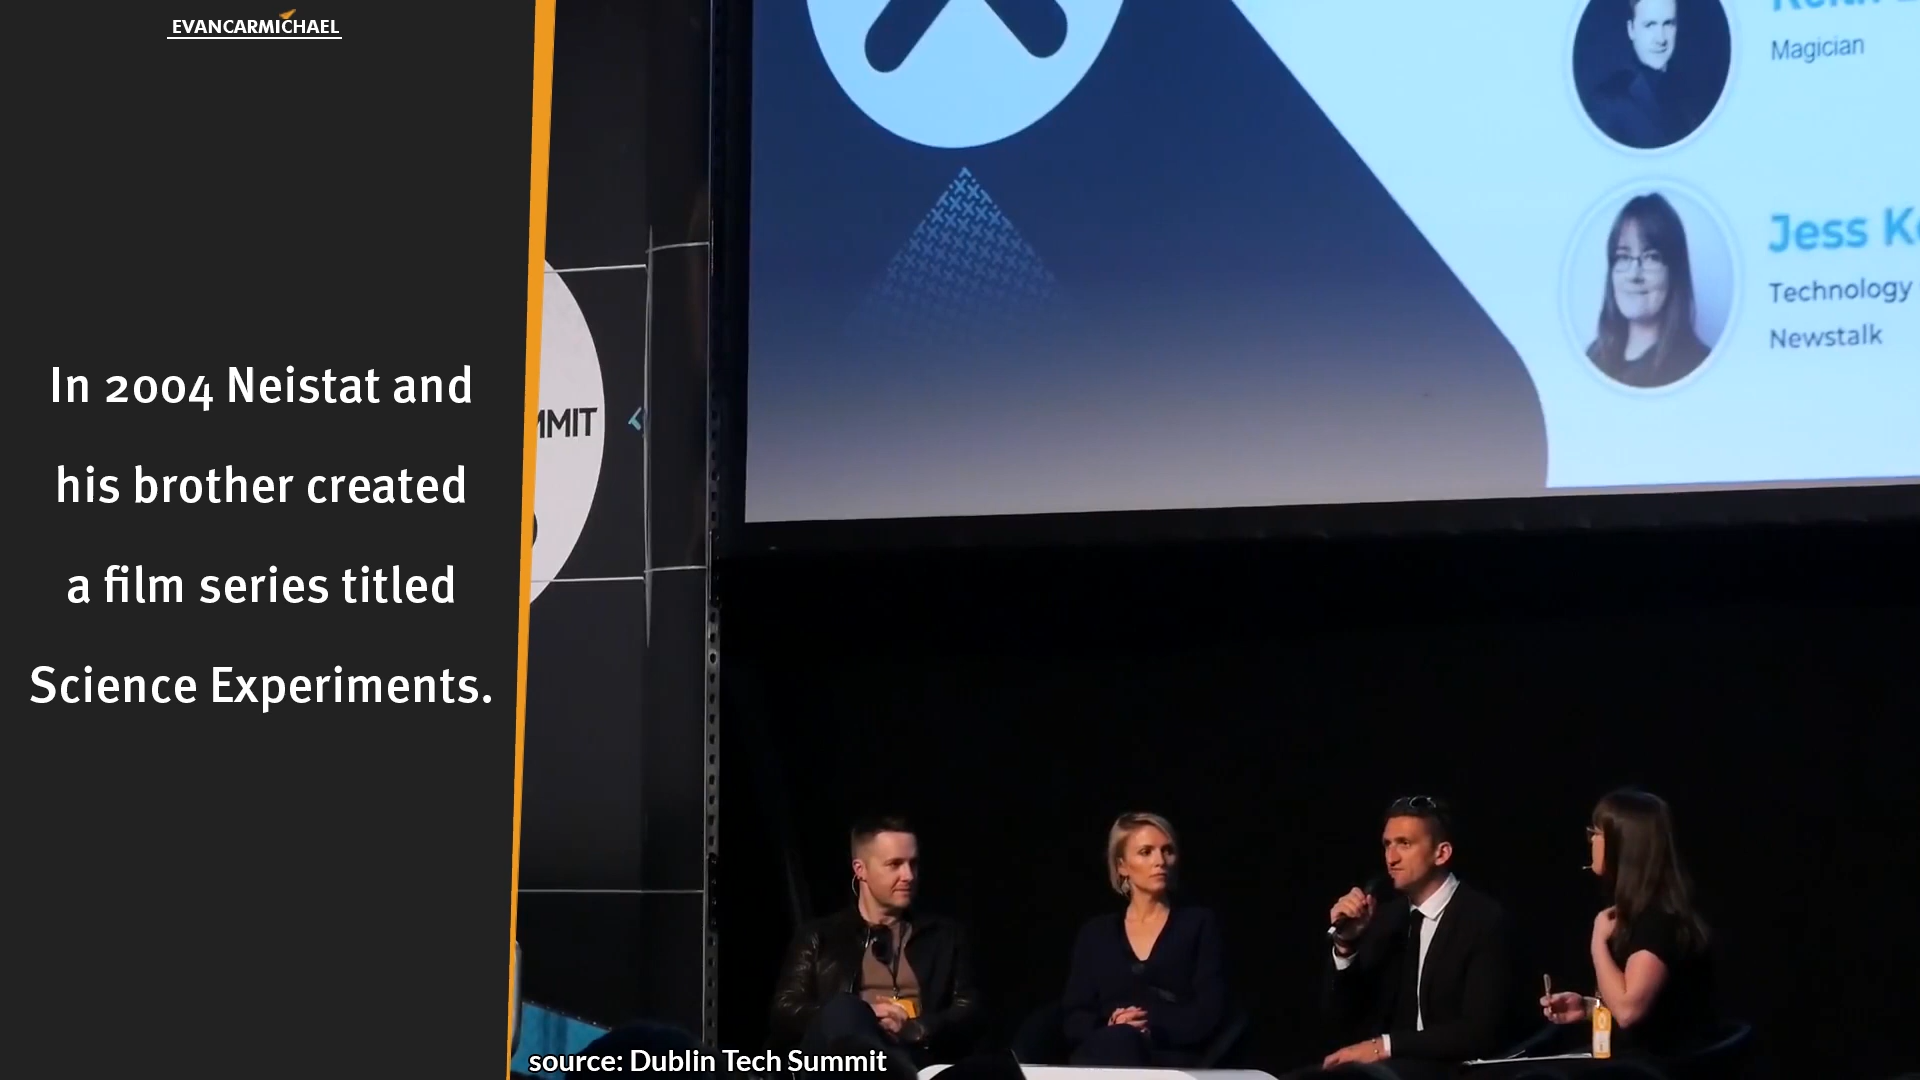 EVANCARMICHAEL
In 2004 Neistat and
his brother created
a film series titled
Science Experiments.
Keith
Magician
Jess
Technology
Newstalk
source: Dublin Tech Summit